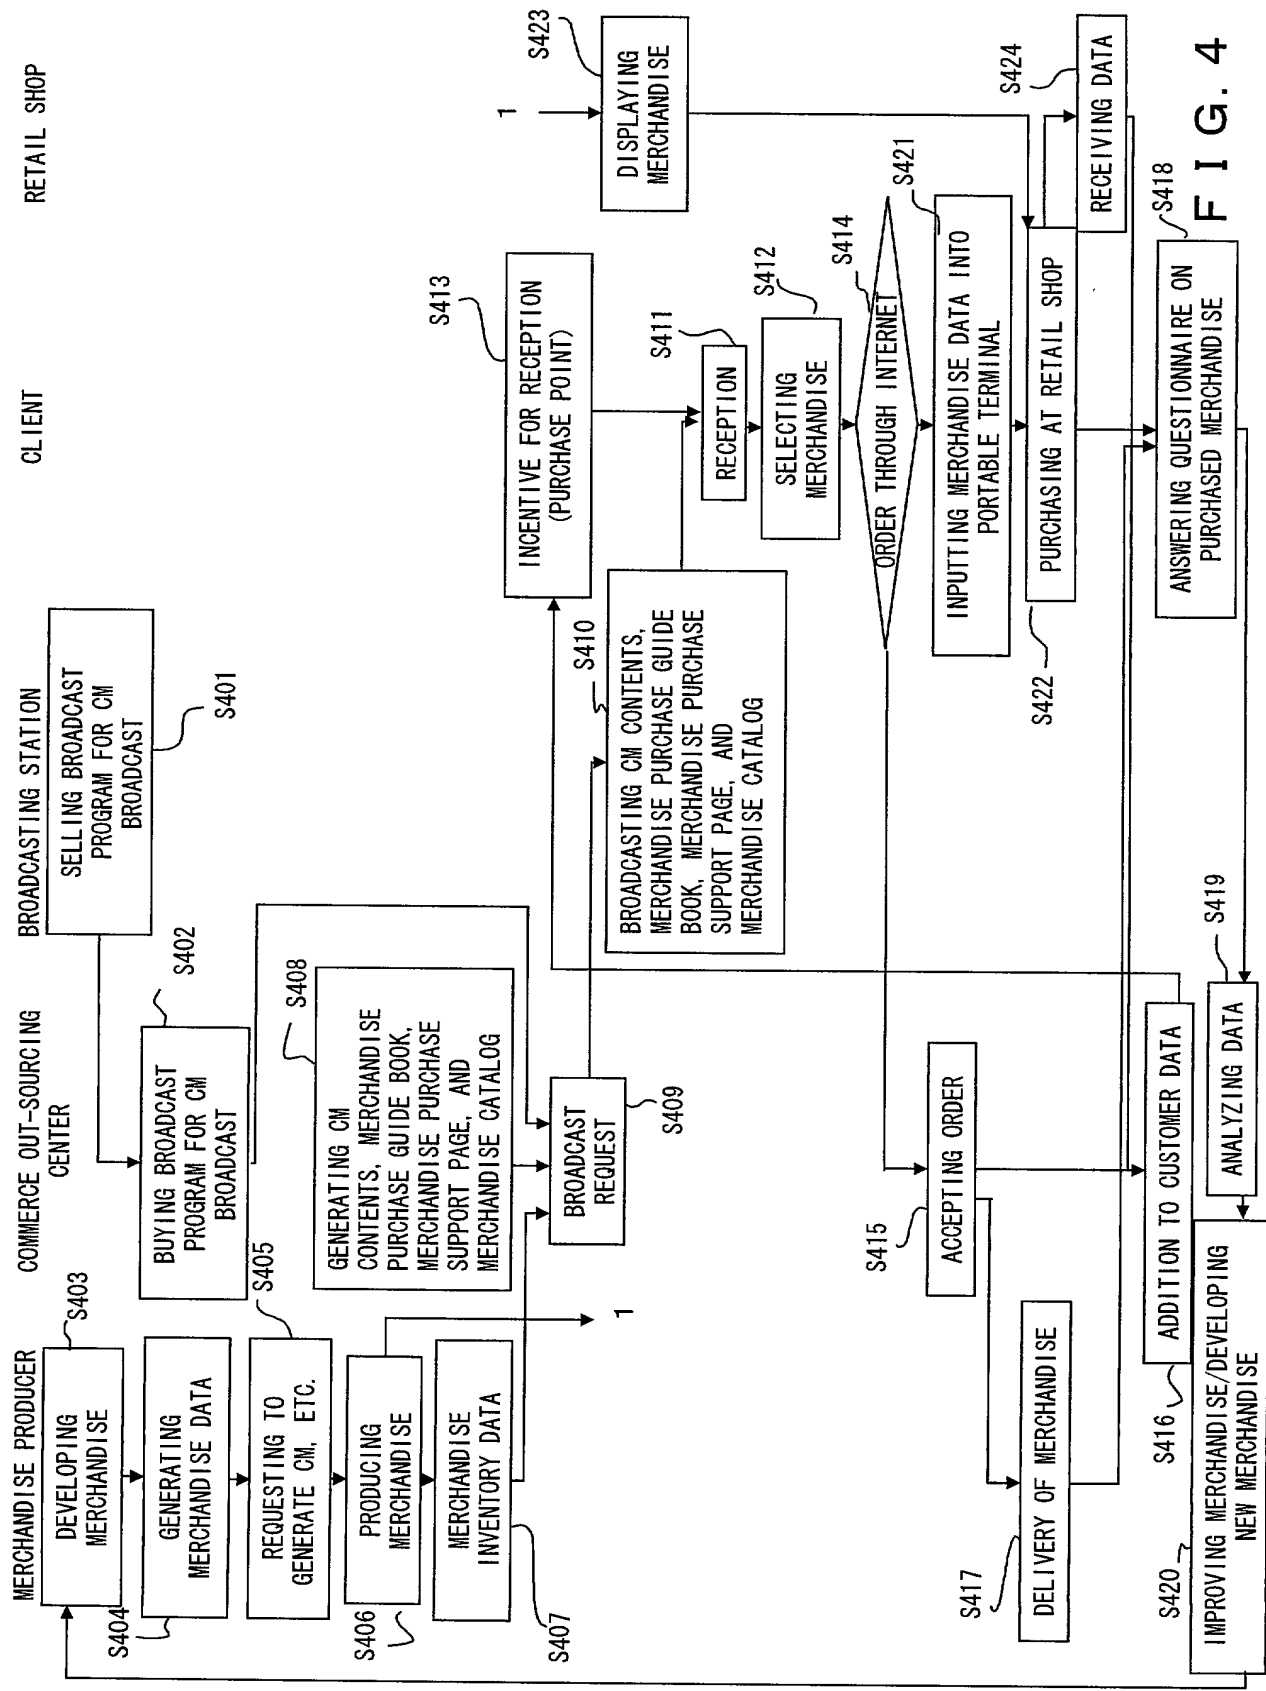 MERCHANDISE PRODUCER
COMMERCE OUT-SOURCING
CENTER
BROADCASTING STATION
CLIENT
RETAIL SHOP
DEVELOPING
MERCHANDISE
S403
GENERATING
MERCHANDISE DATA
S404
REQUESTING TO
GENERATE CM, ETC.
S405
PRODUCING
MERCHANDISE
S406
1
MERCHANDISE
INVENTORY DATA
S407
SELLING BROADCAST
PROGRAM FOR CM
BROADCAST
S401
BUYING BROADCAST
PROGRAM FOR CM
BROADCAST
S402
GENERATING CM
CONTENTS, MERCHANDISE
PURCHASE GUIDE BOOK,
MERCHANDISE PURCHASE
SUPPORT PAGE, AND
MERCHANDISE CATALOG
S408
BROADCAST
REQUEST
S409
BROADCASTING CM CONTENTS,
MERCHANDISE PURCHASE GUIDE
BOOK, MERCHANDISE PURCHASE
SUPPORT PAGE, AND
MERCHANDISE CATALOG
S410
INCENTIVE FOR RECEPTION
(PURCHASE POINT)
S413
RECEPTION
S411
SELECTING
MERCHANDISE
S412
ORDER THROUGH INTERNET
S414
1
DISPLAYING
MERCHANDISE
S423
INPUTTING MERCHANDISE DATA INTO
PORTABLE TERMINAL
S421
PURCHASING AT RETAIL SHOP
S422
RECEIVING DATA
S424
ACCEPTING ORDER
S415
DELIVERY OF MERCHANDISE
S417
ADDITION TO CUSTOMER DATA
S416
ANSWERING QUESTIONNAIRE ON
PURCHASED MERCHANDISE
S418
ANALYZING DATA
S419
IMPROVING MERCHANDISE/DEVELOPING
NEW MERCHANDISE
S420
FIG. 4